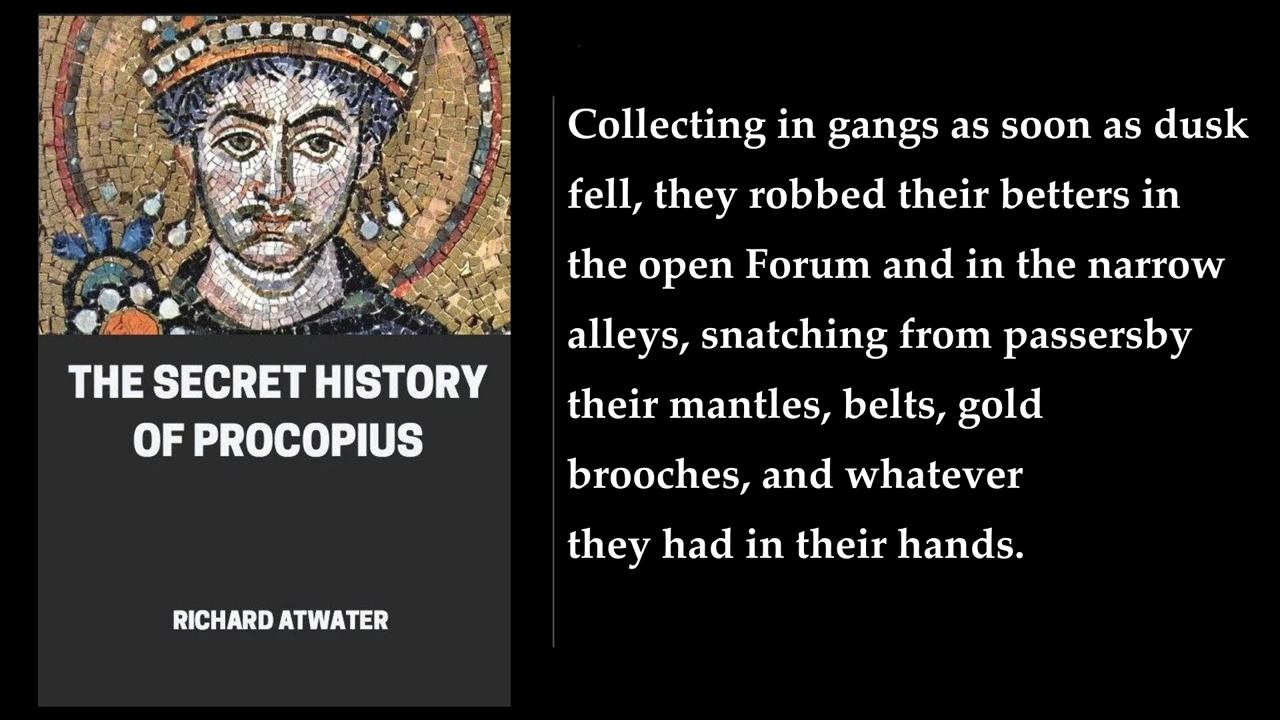 THE SECRET HISTORY
OF PROCOPIUS
RICHARD ATWATER
Collecting in gangs as soon as dusk
fell, they robbed their betters in
the open Forum and in the narrow
alleys, snatching from passersby
their mantles, belts, gold
brooches, and whatever
they had in their hands.